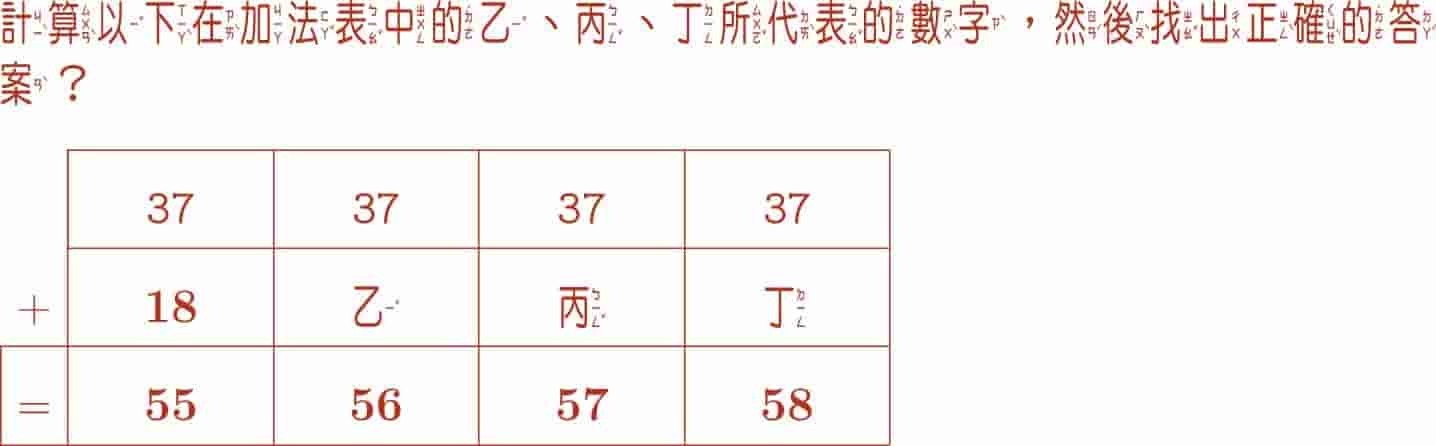 計算以下在加法表中的乙、丙、丁所代表的數字，然後找出正確的答
案？
37 37 37 37
+ 18 乙 丙 丁
= 55 56 57 58